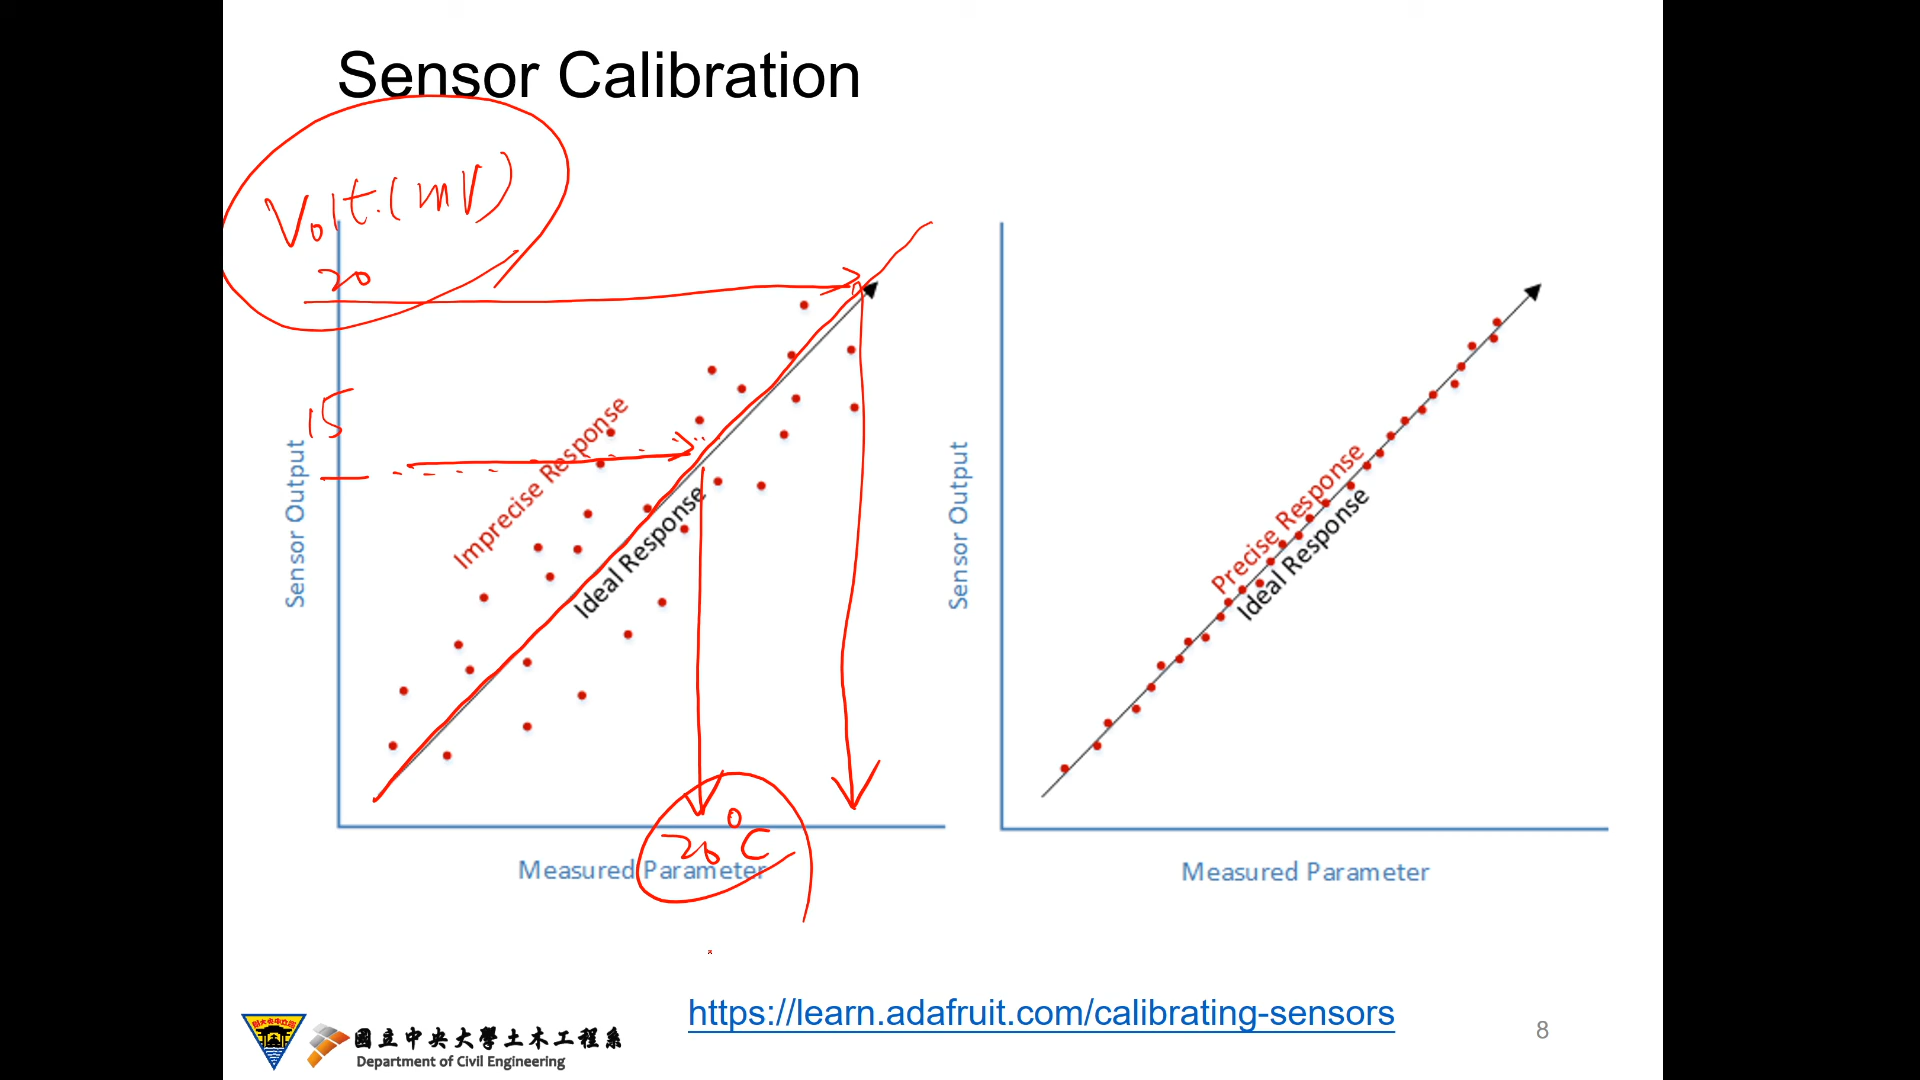 Sensor Calibration
Volt.(mV)
20
15
Sensor Output
Imprecise Response
Ideal Response
20°C
Measured Parameter
Sensor Output
Precise Response
Ideal Response
Measured Parameter
https://learn.adafruit.com/calibrating-sensors
國立中央大學土木工程系
Department of Civil Engineering
8